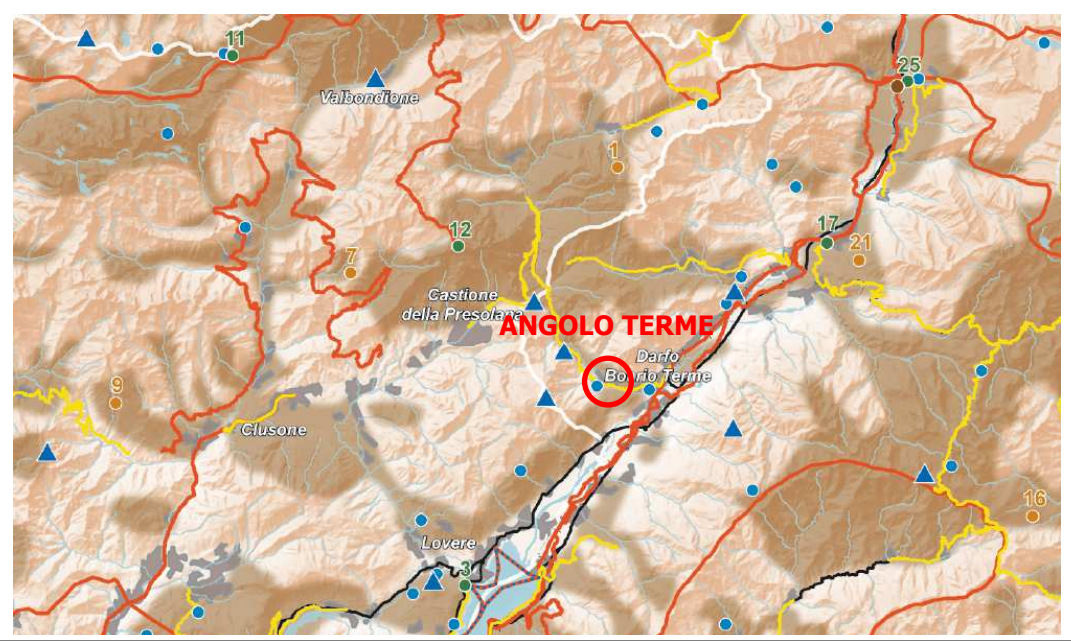 11
25
Valbondione
1
12
17
7
21
Castione
della Presolana
ANGOLO TERME
Darfo
Boario Terme
9
Clusone
16
Lovere
3